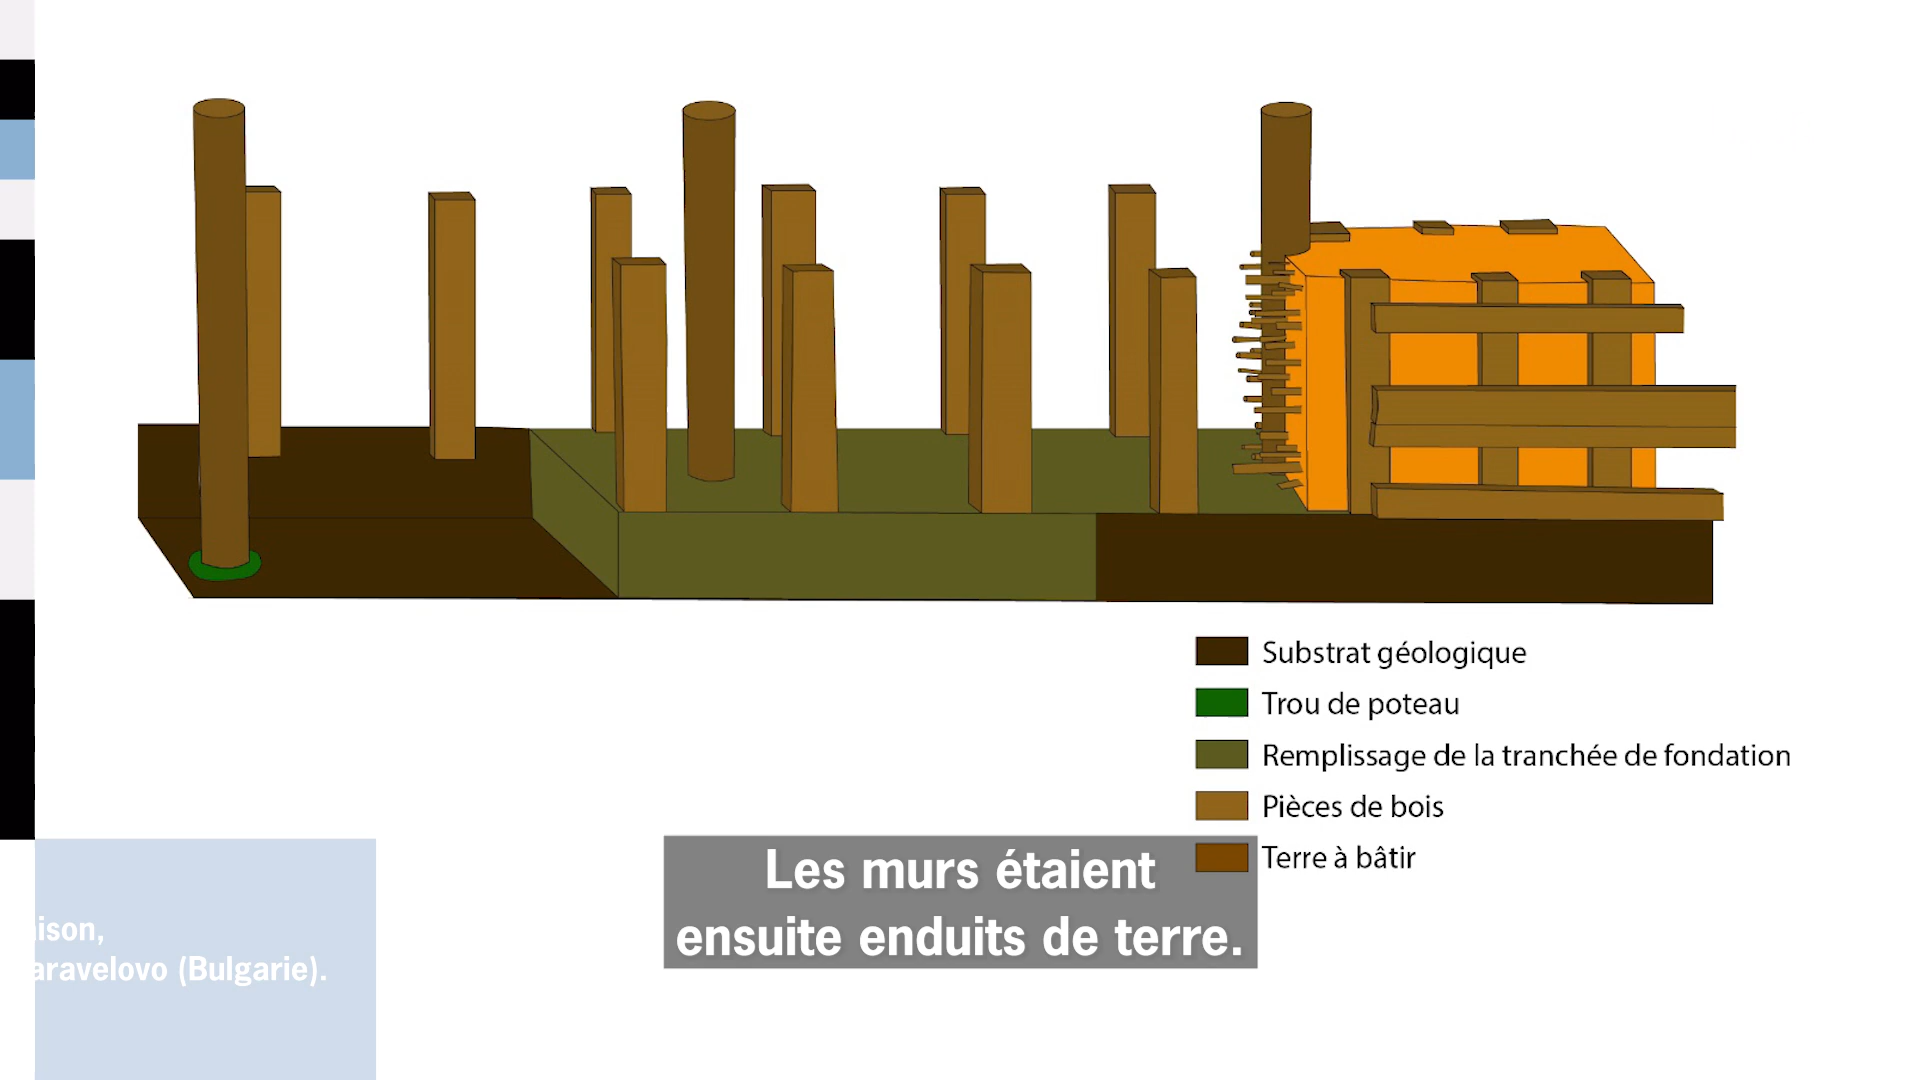 Substrat géologique
Trou de poteau
Remplissage de la tranchée de fondation
Pièces de bois
Terre à bâtir
Les murs étaient
ensuite enduits de terre.
ison,
aravelovo (Bulgarie).